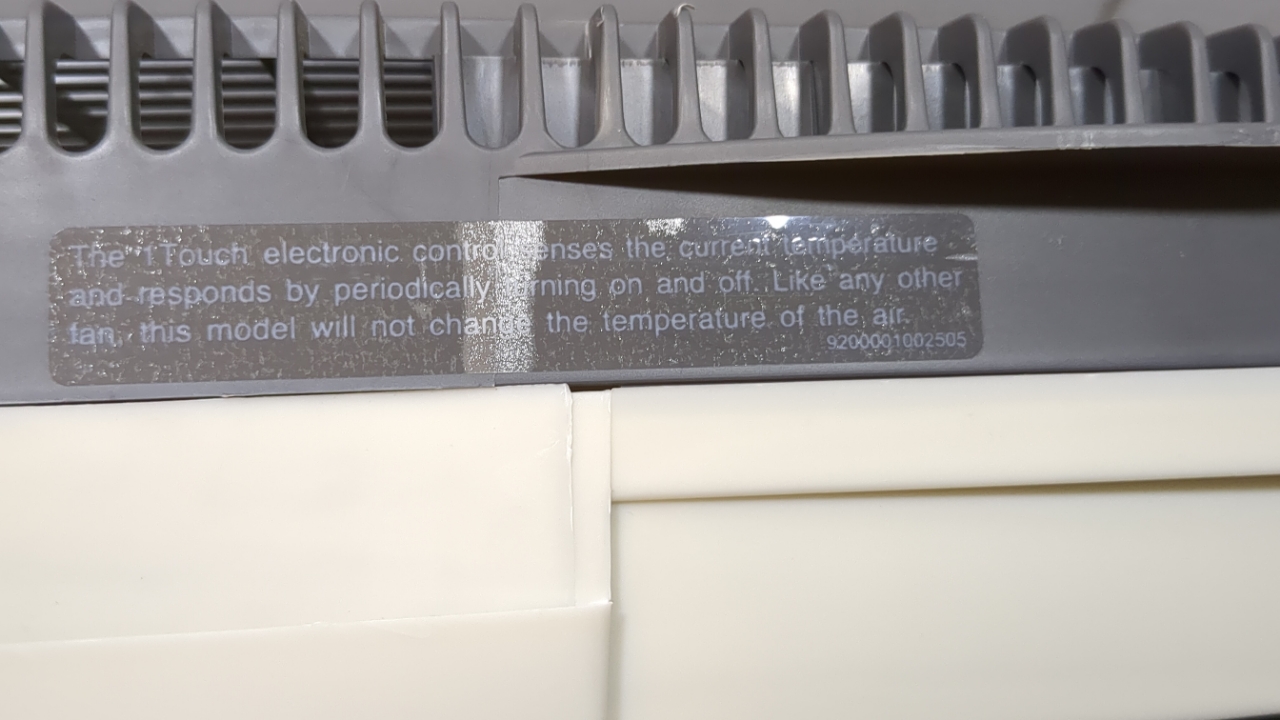 The 1Touch electronic control senses the current temperature
and responds by periodically turning on and off. Like any other
fan, this model will not change the temperature of the air.
9200001002505